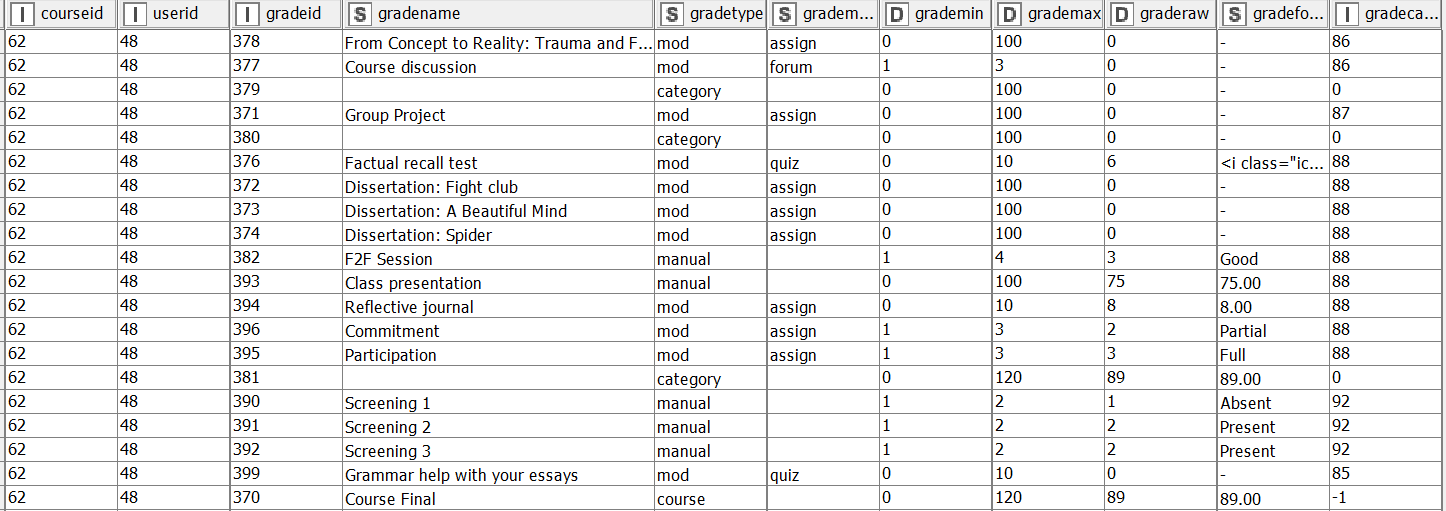 I courseid I userid I gradeid S gradename S gradetype S gradem... D grademin D grademax D graderaw S gradefo... I gradeca...
62 48 378 From Concept to Reality: Trauma and F... mod assign 0 100 0 - 86
62 48 377 Course discussion mod forum 1 3 0 - 86
62 48 379 category 0 100 0 - 0
62 48 371 Group Project mod assign 0 100 0 - 87
62 48 380 category 0 100 0 - 0
62 48 376 Factual recall test mod quiz 0 10 6 <i class="ic... 88
62 48 372 Dissertation: Fight club mod assign 0 100 0 - 88
62 48 373 Dissertation: A Beautiful Mind mod assign 0 100 0 - 88
62 48 374 Dissertation: Spider mod assign 0 100 0 - 88
62 48 382 F2F Session manual 1 4 3 Good 88
62 48 393 Class presentation manual 0 100 75 75.00 88
62 48 394 Reflective journal mod assign 0 10 8 8.00 88
62 48 396 Commitment mod assign 1 3 2 Partial 88
62 48 395 Participation mod assign 1 3 3 Full 88
62 48 381 category 0 120 89 89.00 0
62 48 390 Screening 1 manual 1 2 1 Absent 92
62 48 391 Screening 2 manual 1 2 2 Present 92
62 48 392 Screening 3 manual 1 2 2 Present 92
62 48 399 Grammar help with your essays mod quiz 0 10 0 - 85
62 48 370 Course Final course 0 120 89 89.00 -1